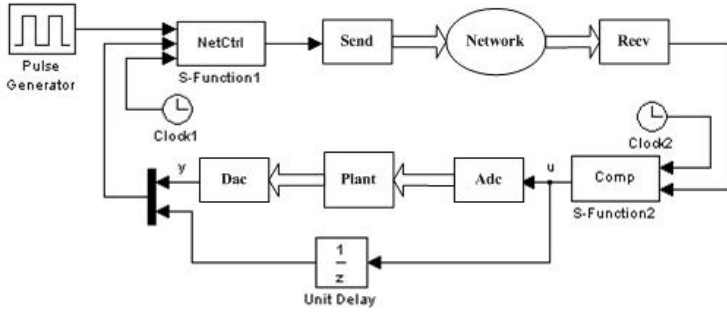 Pulse
Generator
NetCtrl
S-Function1
Send
Network
Recv
Clock1
Clock2
y
Dac
Plant
Adc
u
Comp
S-Function2
1
z
Unit Delay